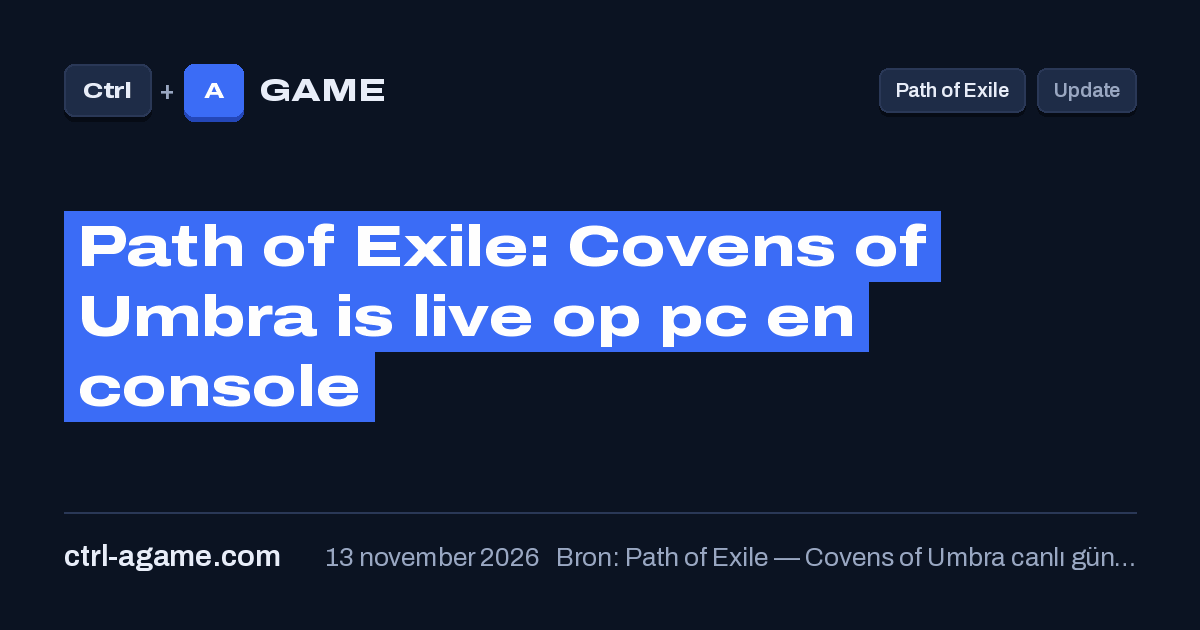 Ctrl + A GAME
Path of Exile
Update
Path of Exile: Covens of
Umbra is live op pc en
console
ctrl-agame.com
13 november 2026
Bron: Path of Exile — Covens of Umbra canlı gün…